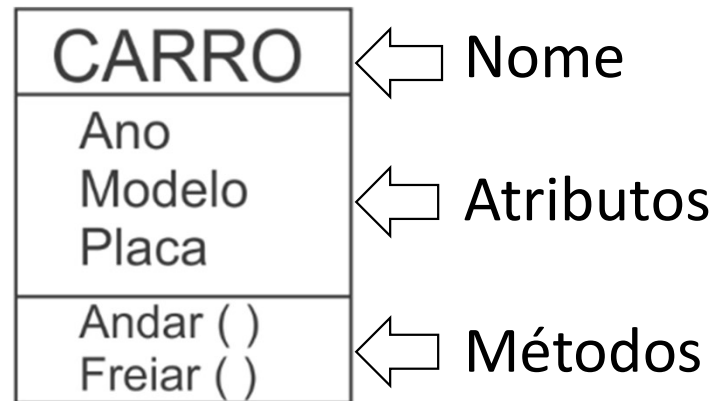 CARRO
Nome
Ano
Modelo
Placa
Atributos
Andar ( )
Freiar ( )
Métodos